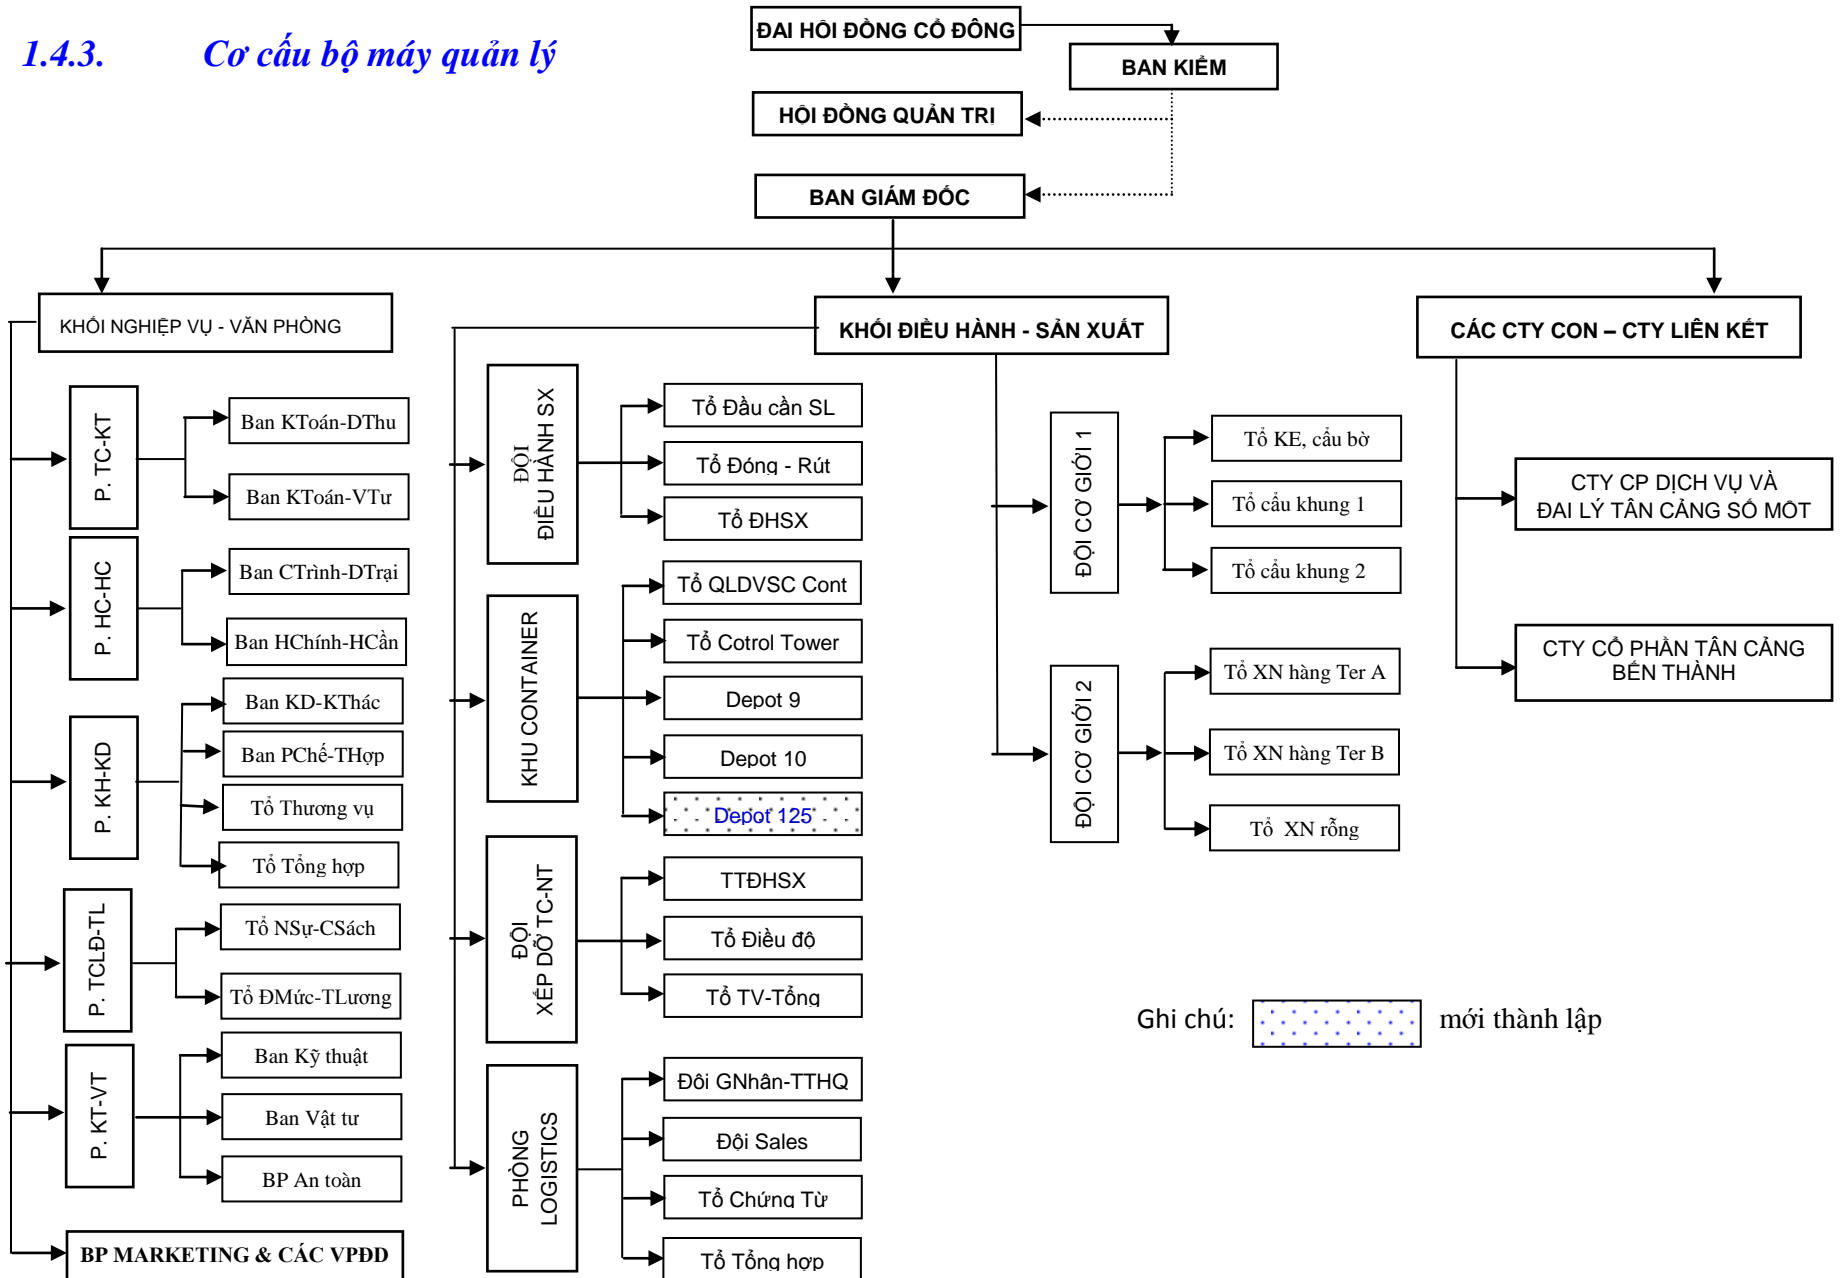 1.4.3. Cơ cấu bộ máy quản lý
ĐAI HÔI ĐỒNG CỔ ĐÔNG
BAN KIỂM
HÔI ĐỒNG QUẢN TRI
BAN GIÁM ĐỐC
KHỐI NGHIỆP VỤ - VĂN PHÒNG
KHỐI ĐIỀU HÀNH - SẢN XUẤT
CÁC CTY CON – CTY LIÊN KẾT
P. TC-KT
Ban KToán-DThu
Ban KToán-VTư
P. HC-HC
Ban CTrình-DTrại
Ban HChính-HCần
P. KH-KD
Ban KD-KThác
Ban PChế-THợp
Tổ Thương vụ
Tổ Tổng hợp
P. TCLĐ-TL
Tổ NSự-CSách
Tổ ĐMức-TLương
P. KT-VT
Ban Kỹ thuật
Ban Vật tư
BP An toàn
BP MARKETING & CÁC VPĐD
ĐỘI
ĐIỀU HÀNH SX
Tổ Đầu cần SL
Tổ Đóng - Rút
Tổ ĐHSX
KHU CONTAINER
Tổ QLDVSC Cont
Tổ Cotrol Tower
Depot 9
Depot 10
Depot 125
ĐỘI
XẾP DỠ TC-NT
TTĐHSX
Tổ Điều độ
Tổ TV-Tổng
PHÒNG
LOGISTICS
Đôi GNhân-TTHQ
Đội Sales
Tổ Chứng Từ
Tổ Tổng hợp
ĐỘI CƠ GIỚI 1
Tổ KE, cẩu bờ
Tổ cẩu khung 1
Tổ cẩu khung 2
ĐỘI CƠ GIỚI 2
Tổ XN hàng Ter A
Tổ XN hàng Ter B
Tổ XN rỗng
CTY CP DỊCH VỤ VÀ
ĐAI LÝ TÂN CẢNG SỐ MÔT
CTY CỔ PHẦN TÂN CẢNG
BẾN THÀNH
Ghi chú: mới thành lập